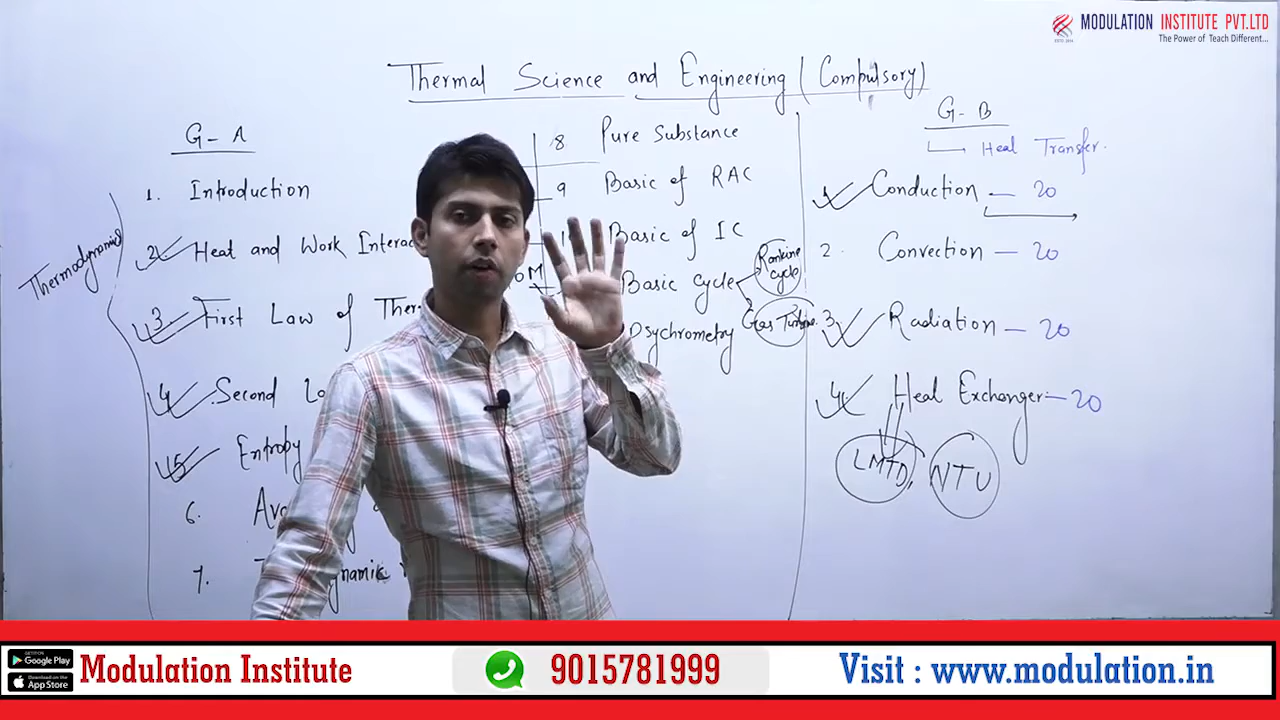 MODULATION INSTITUTE PVT.LTD
The Power of Teach Different...
Thermal Science and Engineering (Compulsory)
G - A
1. Introduction
2. Heat and Work Interac
3. First Law of Ther
4. Second
5. Entropy
6.
7.
Thermodynamics
8 Pure Substance
9 Basic of RAC
Basic of IC
Basic cycle
Rankine cycle
Gas Turbine
Psychrometry
G - B
Heat Transfer.
1. Conduction - 20
2. Convection - 20
3. Radiation - 20
4. Heat Exchanger - 20
LMTD, NTU
GET IT ON
Google Play
Download on the
App Store
Modulation Institute
9015781999
Visit : www.modulation.in